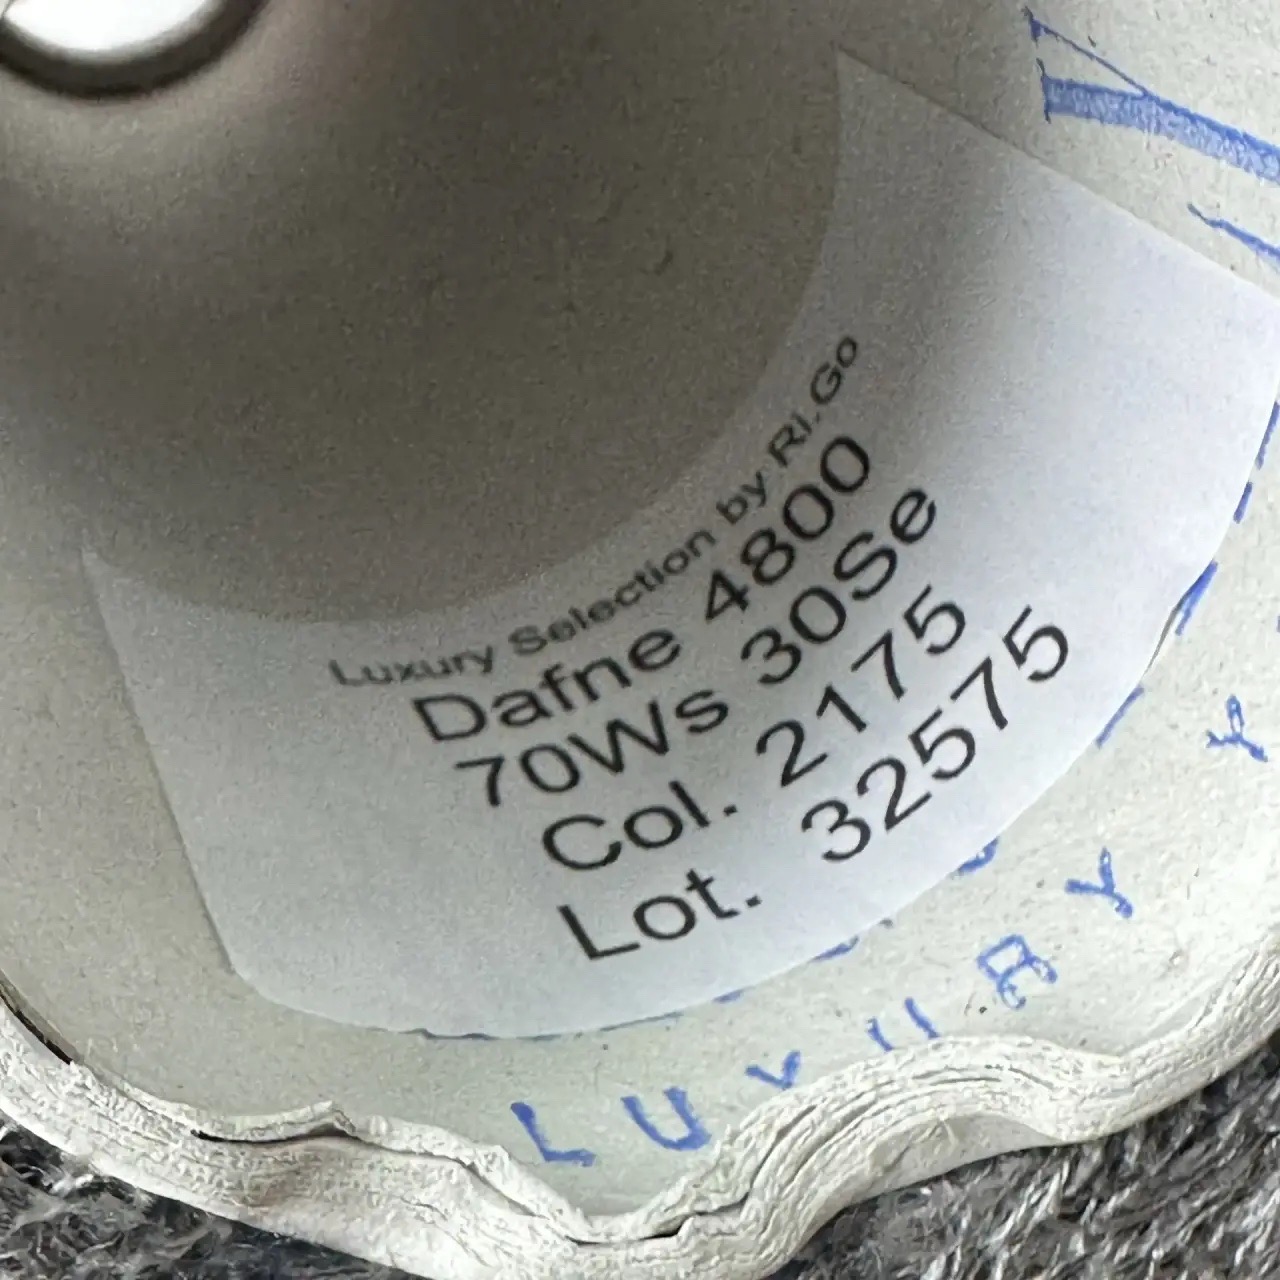 Luxury Selection by Ri.Go
Dafne 4800
70Ws 30Se
Col. 2175
Lot. 32575
LUXURY